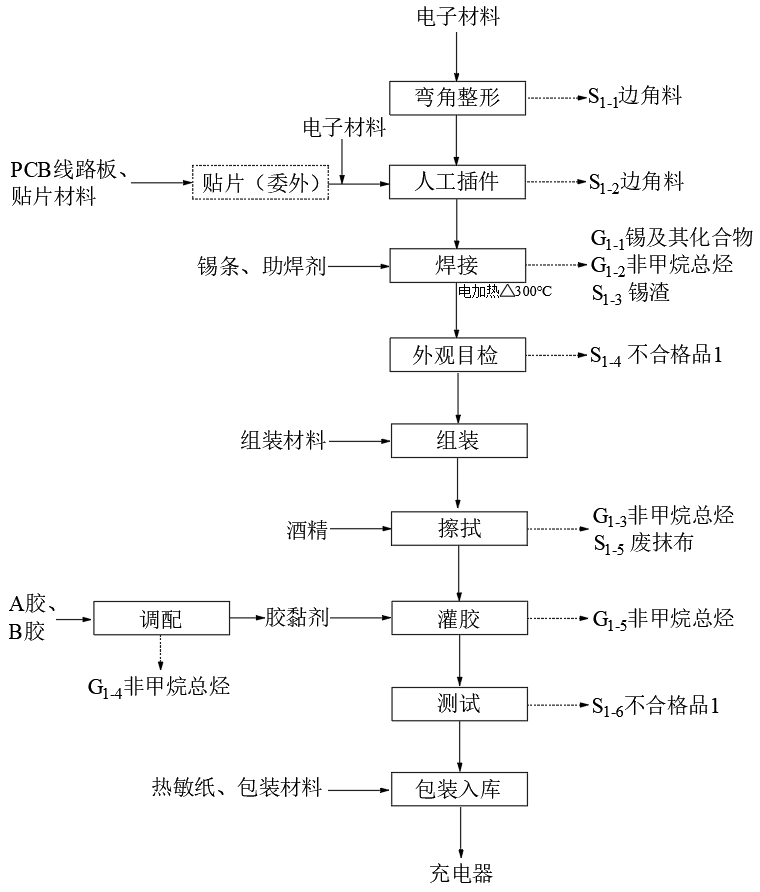 电子材料
弯角整形
S1-1边角料
电子材料
PCB线路板、
贴片材料
贴片（委外）
人工插件
S1-2边角料
锡条、助焊剂
焊接
电加热△300℃
G1-1锡及其化合物
G1-2非甲烷总烃
S1-3 锡渣
外观目检
S1-4 不合格品1
组装材料
组装
酒精
擦拭
G1-3非甲烷总烃
S1-5 废抹布
A胶、
B胶
调配
胶黏剂
灌胶
G1-5非甲烷总烃
G1-4非甲烷总烃
测试
S1-6不合格品1
热敏纸、包装材料
包装入库
充电器